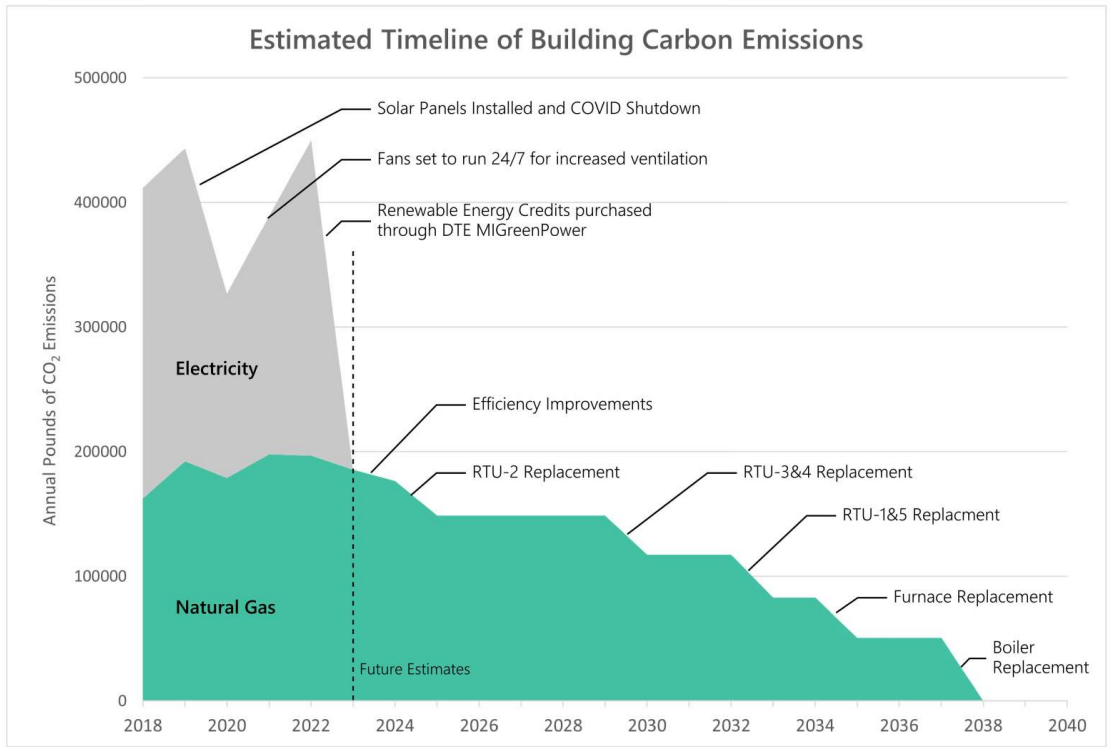 Estimated Timeline of Building Carbon Emissions
500000
400000
300000
200000
100000
0
Annual Pounds of CO₂ Emissions
Solar Panels Installed and COVID Shutdown
Fans set to run 24/7 for increased ventilation
Renewable Energy Credits purchased
through DTE MIGreenPower
Electricity
Efficiency Improvements
RTU-2 Replacement
RTU-3&4 Replacement
RTU-1&5 Replacment
Natural Gas
Furnace Replacement
Boiler
Replacement
Future Estimates
2018 2020 2022 2024 2026 2028 2030 2032 2034 2036 2038 2040